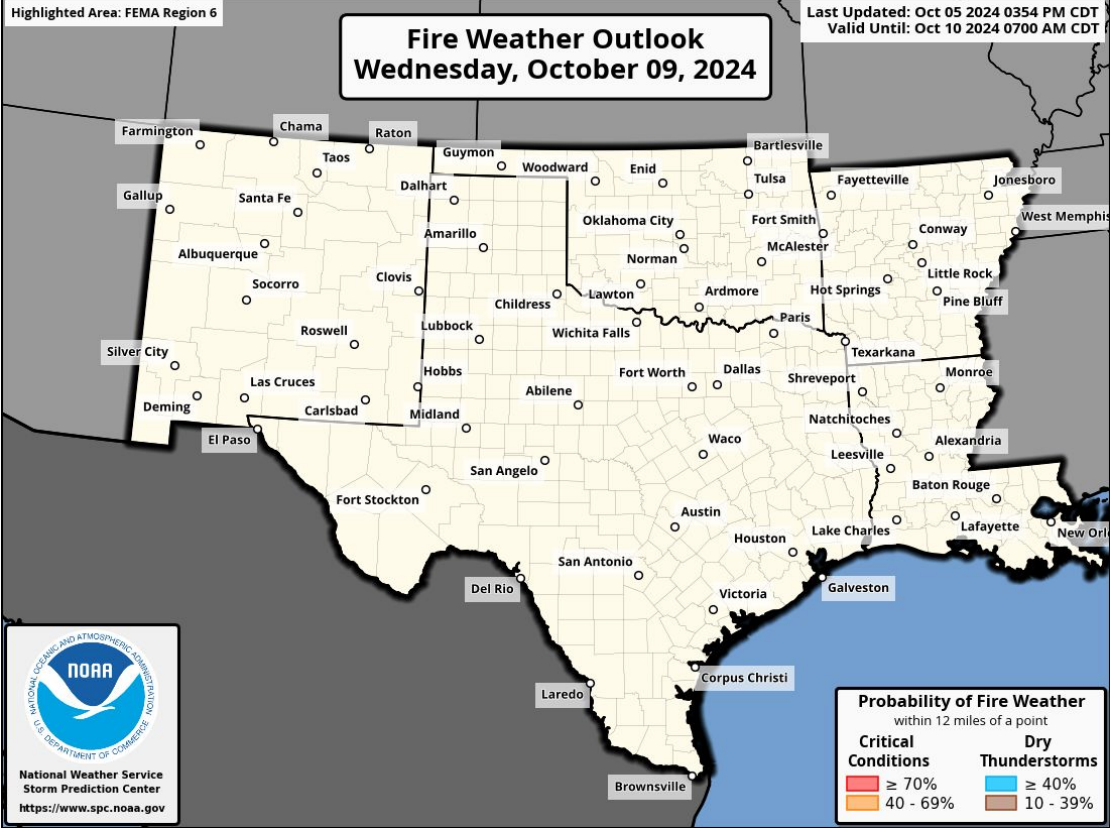 Highlighted Area: FEMA Region 6
Fire Weather Outlook
Wednesday, October 09, 2024
Last Updated: Oct 05 2024 0354 PM CDT
Valid Until: Oct 10 2024 0700 AM CDT
Farmington
Chama
Raton
Taos
Guymon
Woodward
Enid
Bartlesville
Tulsa
Fayetteville
Jonesboro
Gallup
Santa Fe
Dalhart
Oklahoma City
Fort Smith
Conway
West Memphis
Albuquerque
Amarillo
Norman
McAlester
Little Rock
Socorro
Clovis
Childress
Lawton
Ardmore
Hot Springs
Pine Bluff
Roswell
Lubbock
Wichita Falls
Paris
Texarkana
Silver City
Las Cruces
Hobbs
Abilene
Fort Worth
Dallas
Shreveport
Monroe
Deming
Carlsbad
Midland
Natchitoches
El Paso
Waco
Leesville
Alexandria
San Angelo
Baton Rouge
Fort Stockton
Austin
Houston
Lake Charles
Lafayette
New Orl
San Antonio
Del Rio
Victoria
Galveston
Laredo
Corpus Christi
Brownsville
NATIONAL OCEANIC AND ATMOSPHERIC ADMINISTRATION
NOAA
U.S. DEPARTMENT OF COMMERCE
National Weather Service
Storm Prediction Center
https://www.spc.noaa.gov
Probability of Fire Weather
within 12 miles of a point
Critical Conditions
≥ 70%
40 - 69%
Dry Thunderstorms
≥ 40%
10 - 39%